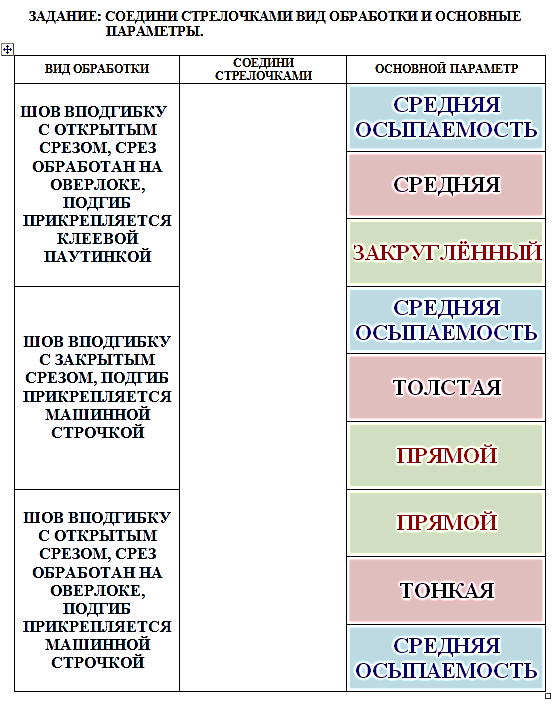 ЗАДАНИЕ: СОЕДИНИ СТРЕЛОЧКАМИ ВИД ОБРАБОТКИ И ОСНОВНЫЕ
ПАРАМЕТРЫ.
ВИД ОБРАБОТКИ
СОЕДИНИ
СТРЕЛОЧКАМИ
ОСНОВНОЙ ПАРАМЕТР
ШОВ ВПОДГИБКУ
С ОТКРЫТЫМ
СРЕЗОМ, СРЕЗ
ОБРАБОТАН НА
ОВЕРЛОКЕ,
ПОДГИБ
ПРИКРЕПЛЯЕТСЯ
КЛЕЕВОЙ
ПАУТИНКОЙ
СРЕДНЯЯ
ОСЫПАЕМОСТЬ
СРЕДНЯЯ
ЗАКРУГЛЁННЫЙ
ШОВ ВПОДГИБКУ
С ЗАКРЫТЫМ
СРЕЗОМ, ПОДГИБ
ПРИКРЕПЛЯЕТСЯ
МАШИННОЙ
СТРОЧКОЙ
СРЕДНЯЯ
ОСЫПАЕМОСТЬ
ТОЛСТАЯ
ПРЯМОЙ
ШОВ ВПОДГИБКУ
С ОТКРЫТЫМ
СРЕЗОМ, СРЕЗ
ОБРАБОТАН НА
ОВЕРЛОКЕ,
ПОДГИБ
ПРИКРЕПЛЯЕТСЯ
МАШИННОЙ
СТРОЧКОЙ
ПРЯМОЙ
ТОНКАЯ
СРЕДНЯЯ
ОСЫПАЕМОСТЬ